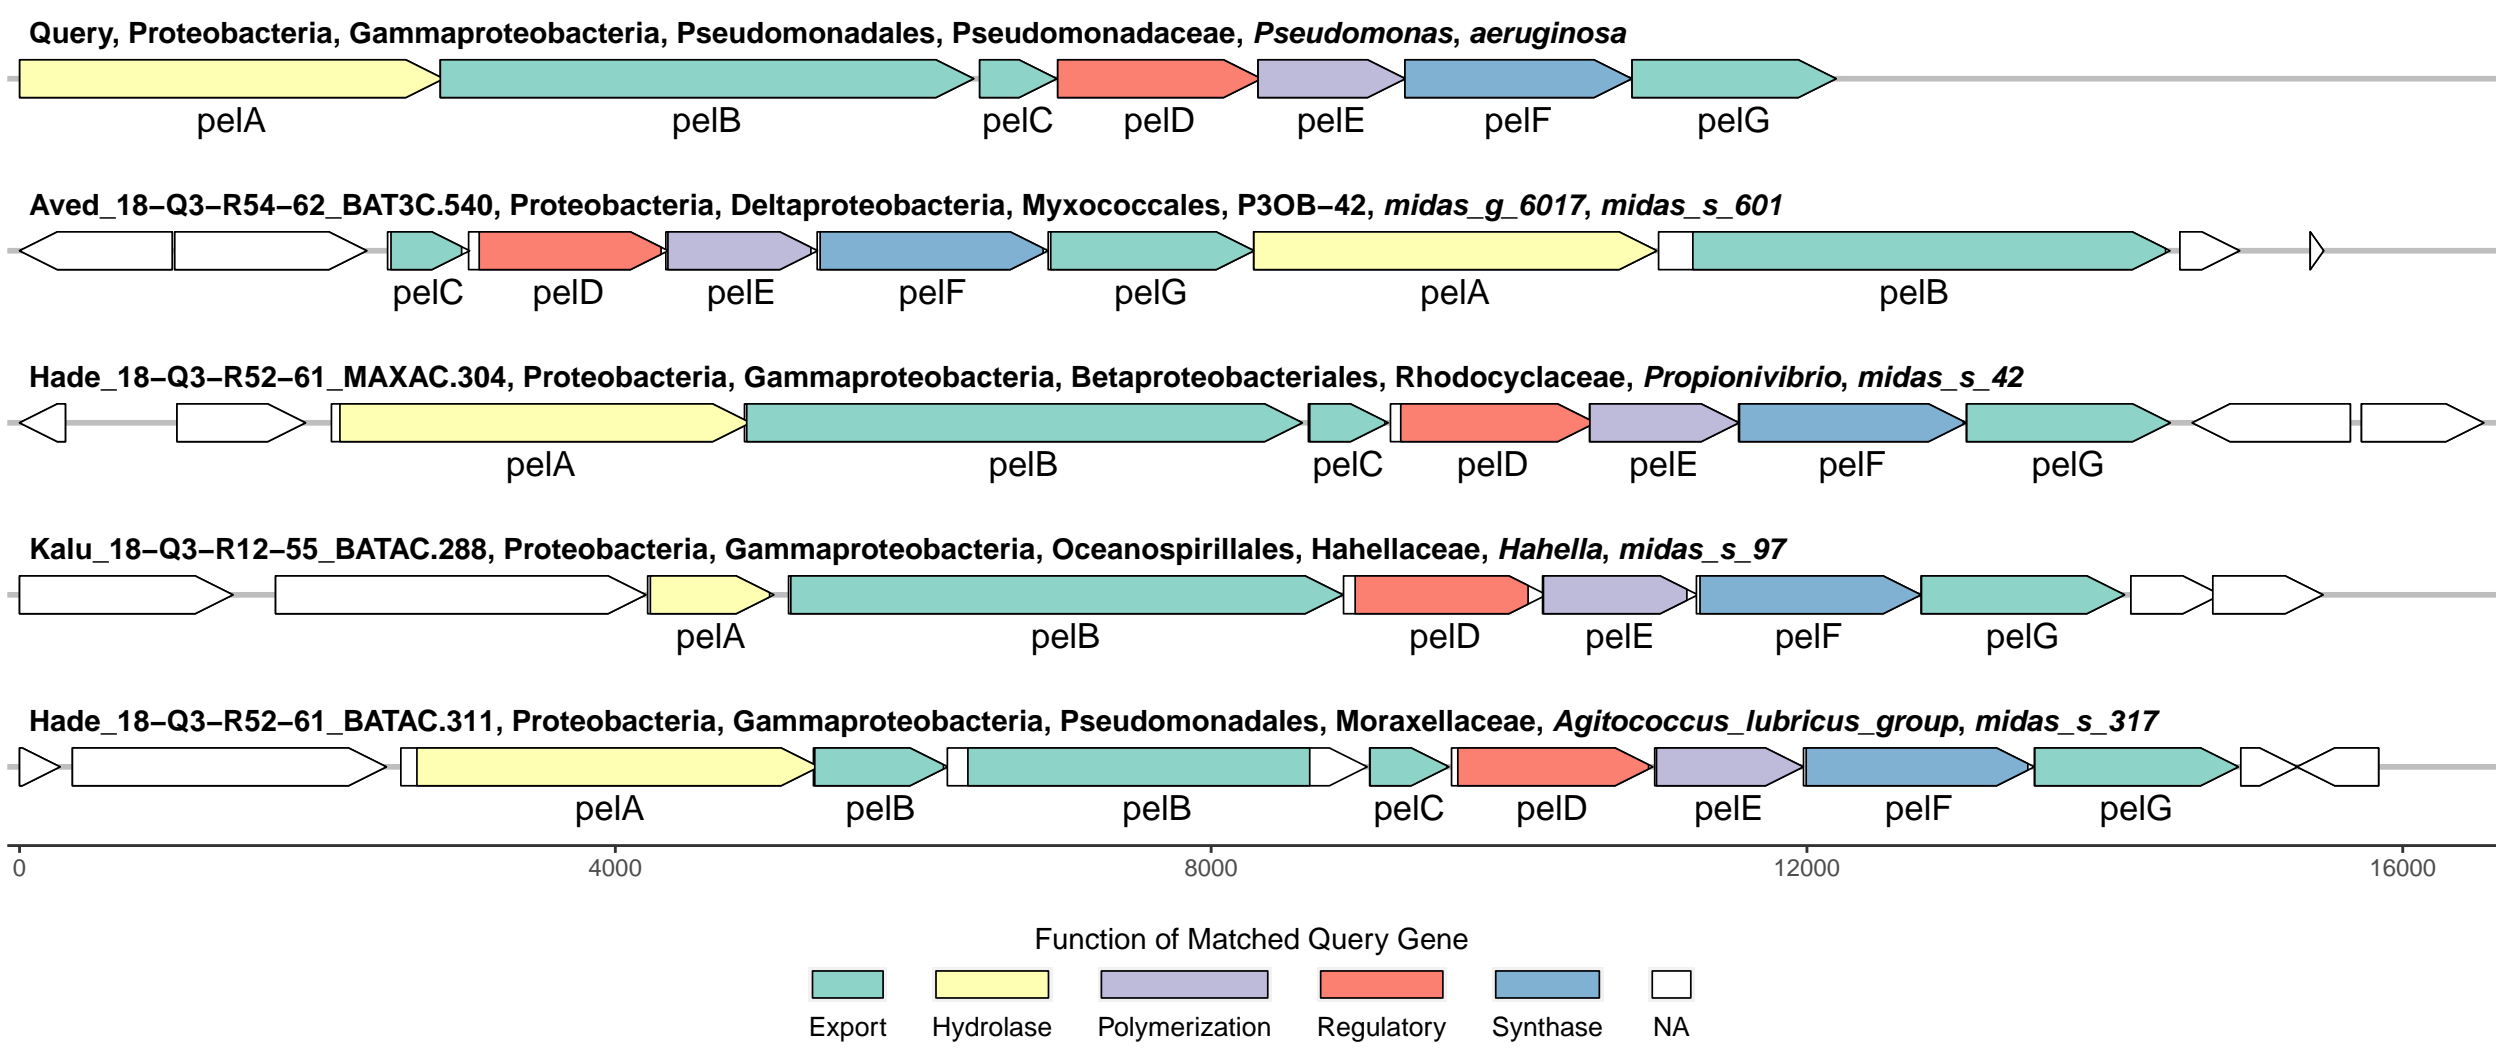 Query, Proteobacteria, Gammaproteobacteria, Pseudomonadales, Pseudomonadaceae, Pseudomonas, aeruginosa
pelA pelB pelC pelD pelE pelF pelG
Aved_18−Q3−R54−62_BAT3C.540, Proteobacteria, Deltaproteobacteria, Myxococcales, P3OB−42, midas_g_6017, midas_s_601
pelC pelD pelE pelF pelG pelA pelB
Hade_18−Q3−R52−61_MAXAC.304, Proteobacteria, Gammaproteobacteria, Betaproteobacteriales, Rhodocyclaceae, Propionivibrio, midas_s_42
pelA pelB pelC pelD pelE pelF pelG
Kalu_18−Q3−R12−55_BATAC.288, Proteobacteria, Gammaproteobacteria, Oceanospirillales, Hahellaceae, Hahella, midas_s_97
pelA pelB pelD pelE pelF pelG
Hade_18−Q3−R52−61_BATAC.311, Proteobacteria, Gammaproteobacteria, Pseudomonadales, Moraxellaceae, Agitococcus_lubricus_group, midas_s_317
pelA pelB pelB pelC pelD pelE pelF pelG
0 4000 8000 12000 16000
Function of Matched Query Gene
Export Hydrolase Polymerization Regulatory Synthase NA